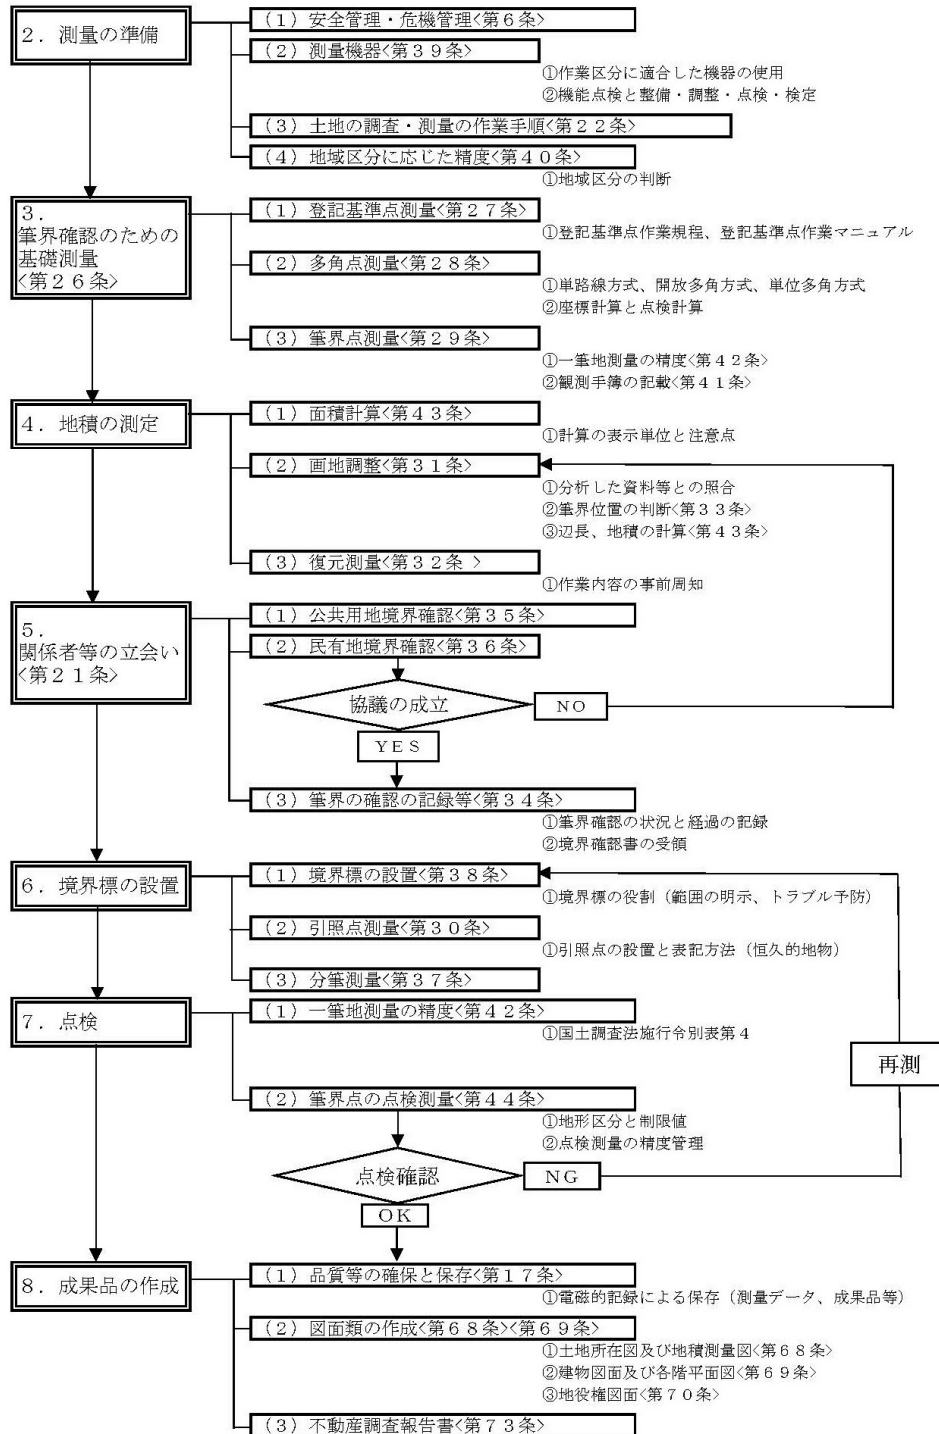 2．測量の準備
（1）安全管理・危機管理<第６条>
（2）測量機器<第３９条>
①作業区分に適合した機器の使用
②機能点検と整備・調整・点検・検定
（3）土地の調査・測量の作業手順<第２２条>
（4）地域区分に応じた精度<第４０条>
①地域区分の判断
3．
筆界確認のための
基礎測量
<第２６条>
（1）登記基準点測量<第２７条>
①登記基準点作業規程、登記基準点作業マニュアル
（2）多角点測量<第２８条>
①単路線方式、開放多角方式、単位多角方式
②座標計算と点検計算
（3）筆界点測量<第２９条>
①一筆地測量の精度<第４２条>
②観測手簿の記載<第４１条>
4．地積の測定
（1）面積計算<第４３条>
①計算の表示単位と注意点
（2）画地調整<第３１条>
①分析した資料等との照合
②筆界位置の判断<第３３条>
③辺長、地積の計算<第４３条>
（3）復元測量<第３２条 >
①作業内容の事前周知
5．
関係者等の立会い
<第２１条>
（1）公共用地境界確認<第３５条>
（2）民有地境界確認<第３６条>
協議の成立
ＮＯ
ＹＥＳ
（3）筆界の確認の記録等<第３４条>
①筆界確認の状況と経過の記録
②境界確認書の受領
6．境界標の設置
（1）境界標の設置<第３８条>
①境界標の役割（範囲の明示、トラブル予防）
（2）引照点測量<第３０条>
①引照点の設置と表記方法（恒久的地物）
（3）分筆測量<第３７条>
7．点検
（1）一筆地測量の精度<第４２条>
①国土調査法施行令別表第４
再測
（2）筆界点の点検測量<第４４条>
①地形区分と制限値
②点検測量の精度管理
点検確認
ＮＧ
ＯＫ
8．成果品の作成
（1）品質等の確保と保存<第１７条>
①電磁的記録による保存（測量データ、成果品等）
（2）図面類の作成<第６８条><第６９条>
①土地所在図及び地積測量図<第６８条>
②建物図面及び各階平面図<第６９条>
③地役権図面<第７０条>
（3）不動産調査報告書<第７３条>